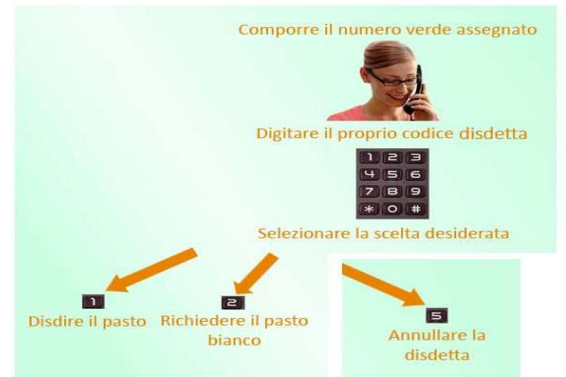 Comporre il numero verde assegnato
Digitare il proprio codice disdetta
1 2 3
4 5 6
7 8 9
* 0 #
Selezionare la scelta desiderata
1
Disdire il pasto
2
Richiedere il pasto
bianco
5
Annullare la
disdetta